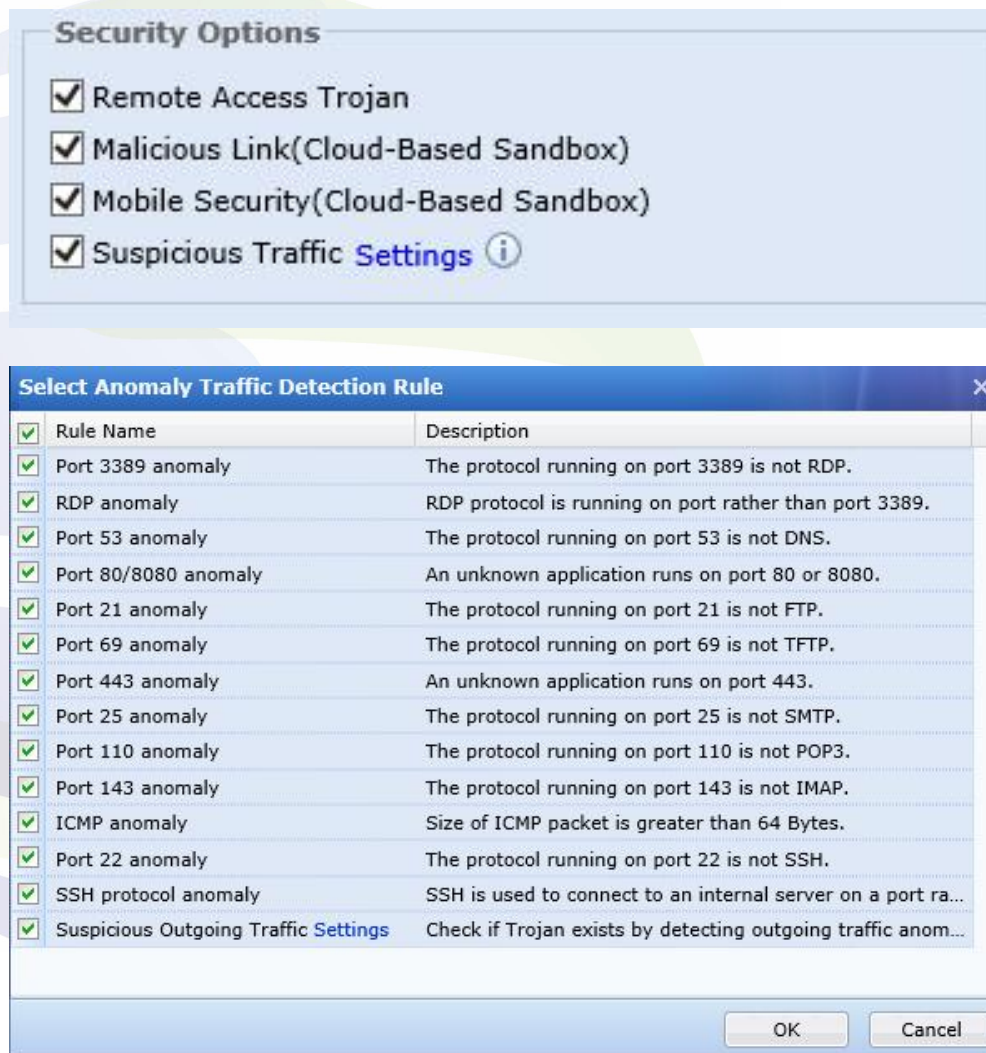 Security Options
Remote Access Trojan
Malicious Link(Cloud-Based Sandbox)
Mobile Security(Cloud-Based Sandbox)
Suspicious Traffic Settings
Select Anomaly Traffic Detection Rule
Rule Name Description
Port 3389 anomaly The protocol running on port 3389 is not RDP.
RDP anomaly RDP protocol is running on port rather than port 3389.
Port 53 anomaly The protocol running on port 53 is not DNS.
Port 80/8080 anomaly An unknown application runs on port 80 or 8080.
Port 21 anomaly The protocol running on port 21 is not FTP.
Port 69 anomaly The protocol running on port 69 is not TFTP.
Port 443 anomaly An unknown application runs on port 443.
Port 25 anomaly The protocol running on port 25 is not SMTP.
Port 110 anomaly The protocol running on port 110 is not POP3.
Port 143 anomaly The protocol running on port 143 is not IMAP.
ICMP anomaly Size of ICMP packet is greater than 64 Bytes.
Port 22 anomaly The protocol running on port 22 is not SSH.
SSH protocol anomaly SSH is used to connect to an internal server on a port ra...
Suspicious Outgoing Traffic Settings Check if Trojan exists by detecting outgoing traffic anom...
OK Cancel